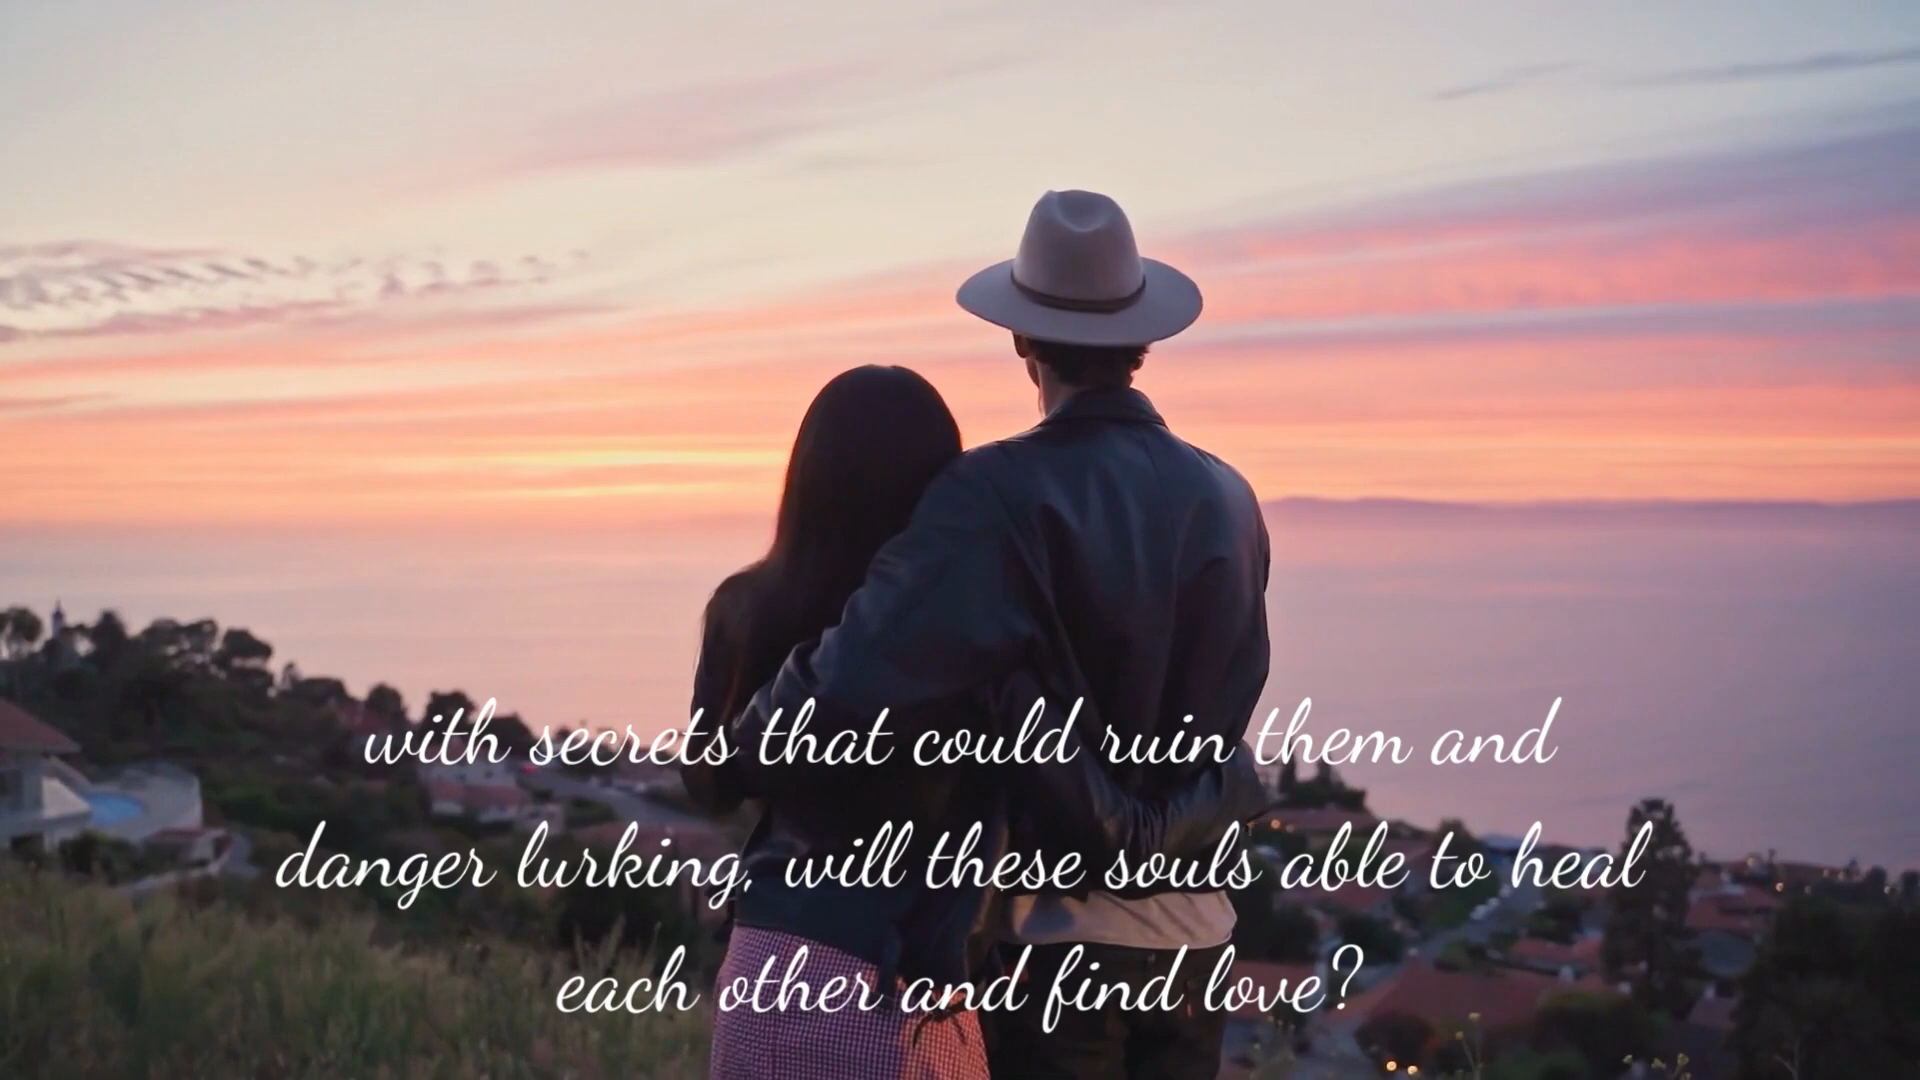 with secrets that could ruin them and
danger lurking, will these souls able to heal
each other and find love?